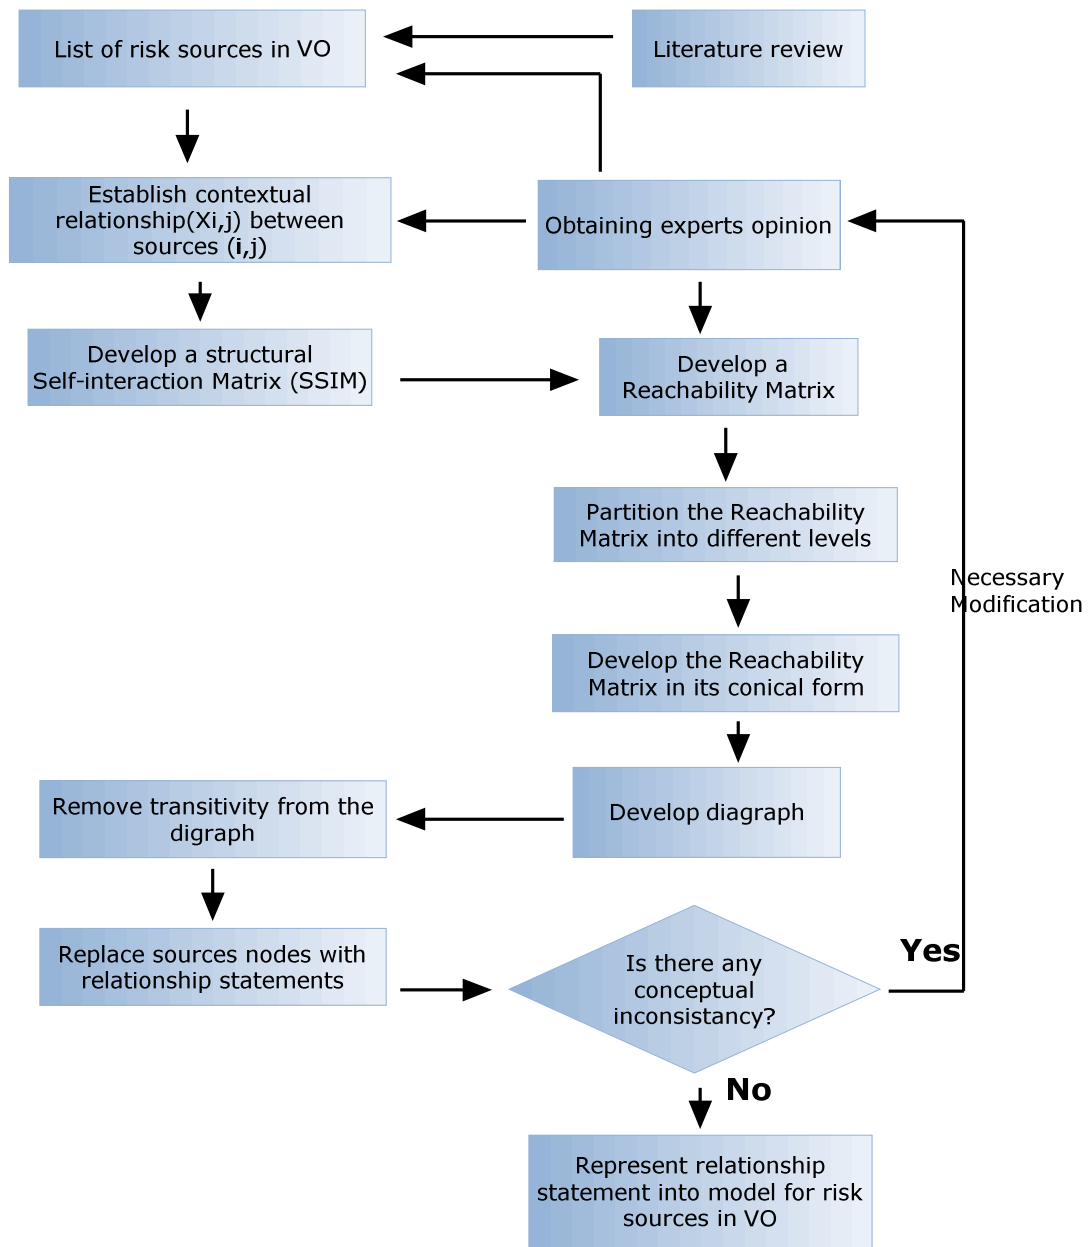 List of risk sources in VO
Literature review
Establish contextual
relationship(Xi,j) between
sources (i,j)
Obtaining experts opinion
Develop a structural
Self-interaction Matrix (SSIM)
Develop a
Reachability Matrix
Partition the Reachability
Matrix into different levels
Necessary
Modification
Develop the Reachability
Matrix in its conical form
Develop diagraph
Remove transitivity from the
digraph
Replace sources nodes with
relationship statements
Is there any
conceptual
inconsistancy?
Yes
No
Represent relationship
statement into model for risk
sources in VO